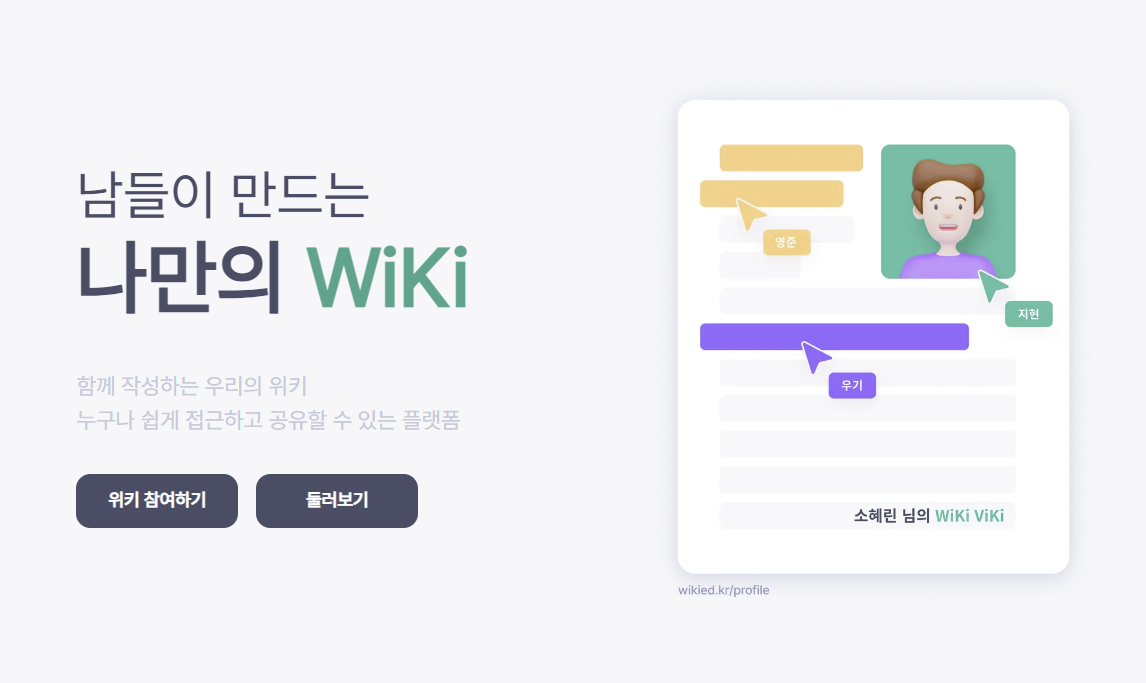 남들이 만드는
나만의 WiKi
함께 작성하는 우리의 위키
누구나 쉽게 접근하고 공유할 수 있는 플랫폼
위키 참여하기
둘러보기
영준
지현
우기
소혜린 님의 WiKi ViKi
wikied.kr/profile